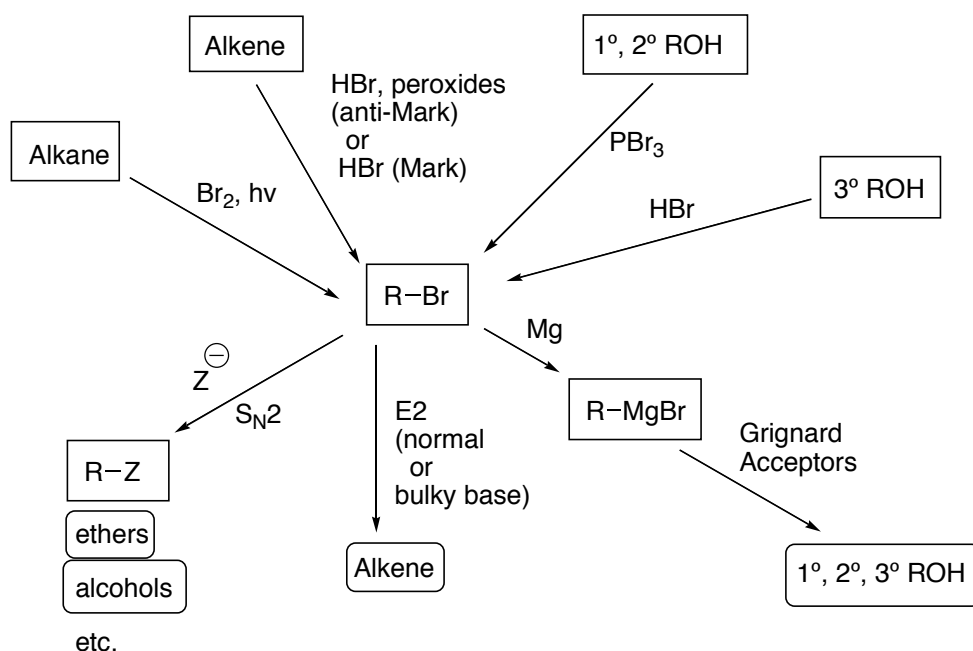 Alkene
1º, 2º ROH
HBr, peroxides
(anti-Mark)
or
HBr (Mark)
Alkane
PBr₃
3º ROH
Br₂, hv
HBr
R–Br
Mg
Z⊖
S_N2
E2
(normal
or
bulky base)
R–MgBr
Grignard
Acceptors
R–Z
ethers
alcohols
etc.
Alkene
1º, 2º, 3º ROH